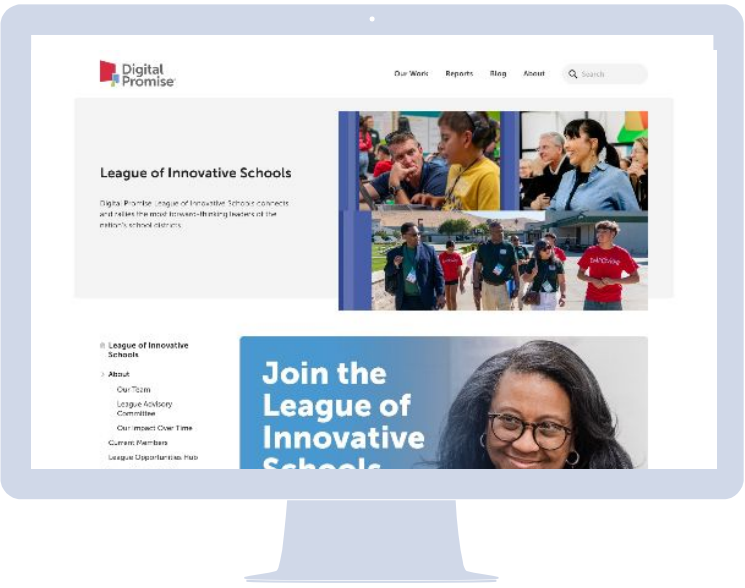 Digital
Promise
Our Work
Reports
Blog
About
Search
League of Innovative Schools
Digital Promise League of Innovative Schools connects
and rallies the most forward-thinking leaders of the
nation's school districts.
League of Innovative
Schools
About
Our Team
League Advisory
Committee
Our Impact Over Time
Current Members
League Opportunities Hub
Join the
League of
Innovative
Schools